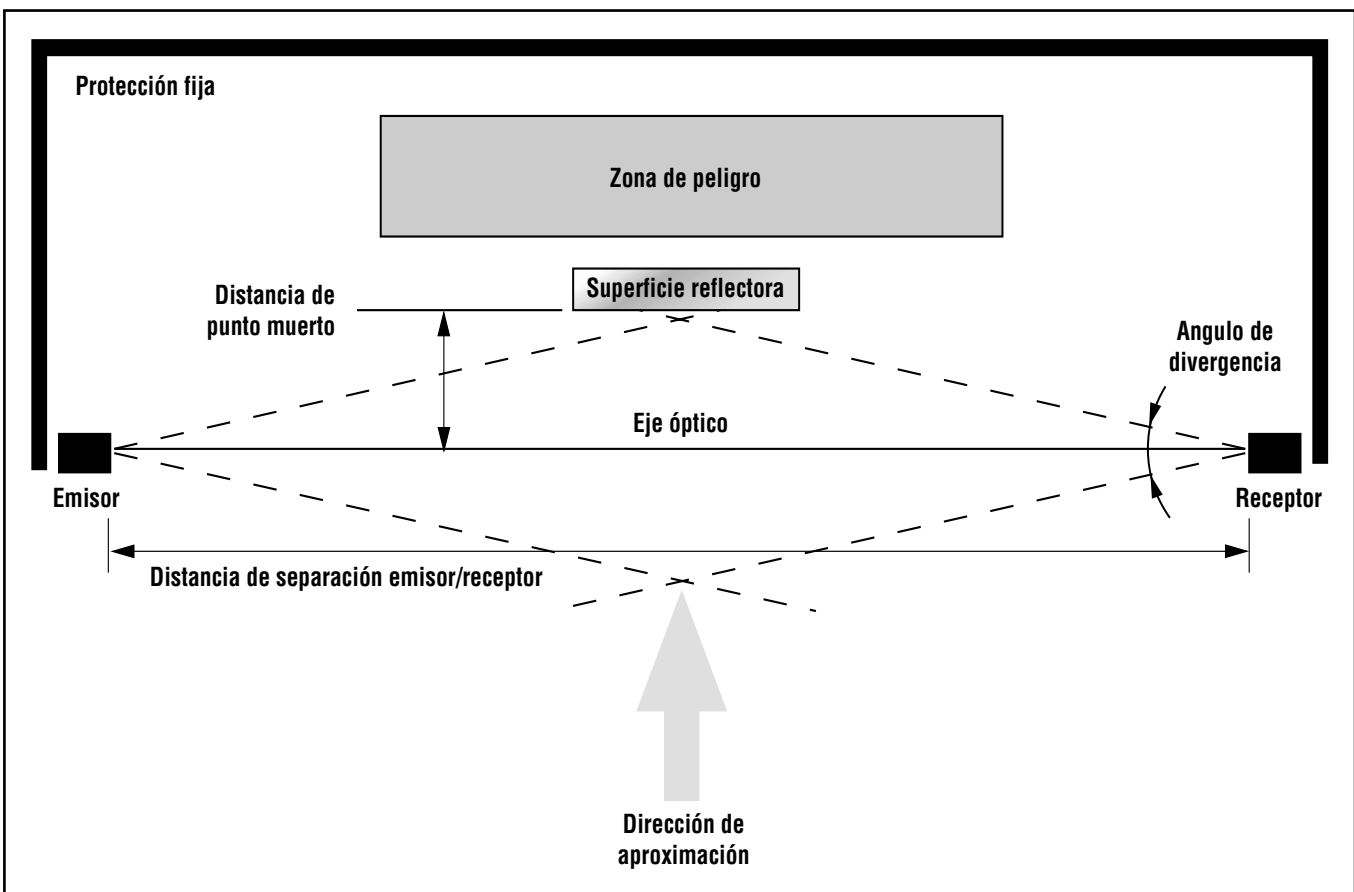 Protección fija
Zona de peligro
Superficie reflectora
Distancia de
punto muerto
Angulo de
divergencia
Eje óptico
Emisor
Receptor
Distancia de separación emisor/receptor
Dirección de
aproximación